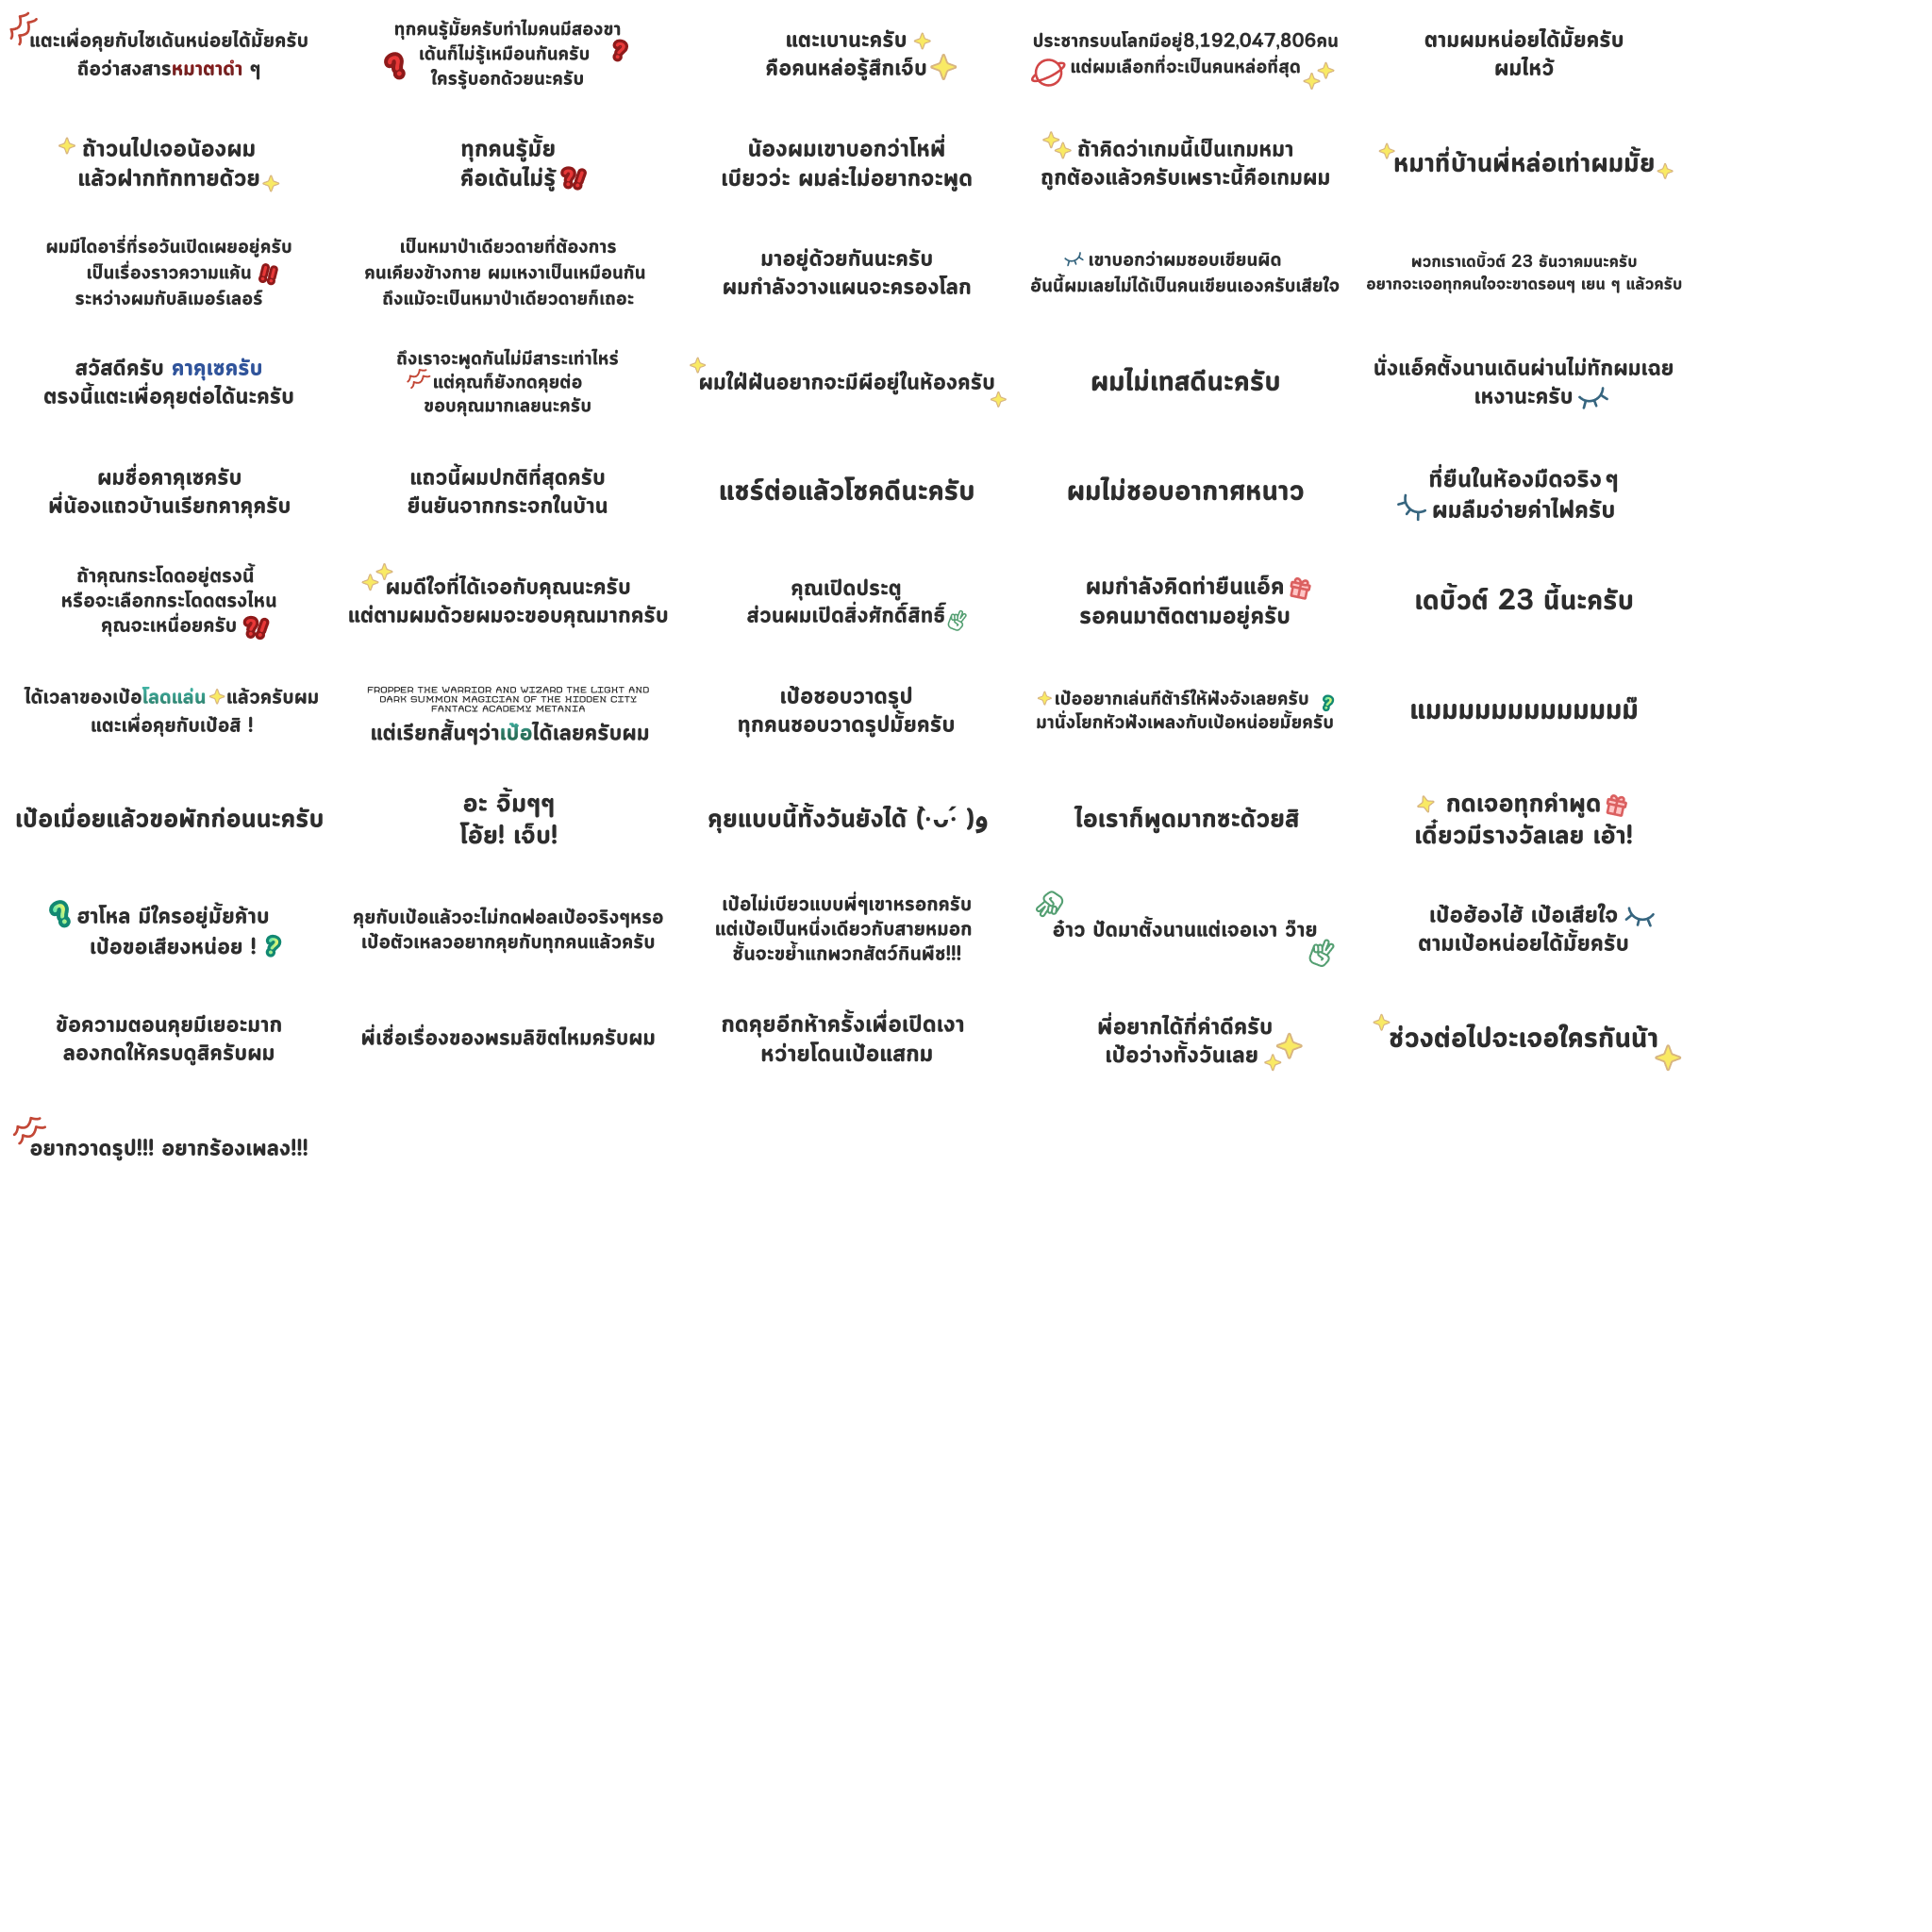 แตะเพื่อคุยกับไซเด้นหน่อยได้มั้ยครับ
ถือว่าสงสารหมาตาดำ ๆ
ทุกคนรู้มั้ยครับทำไมคนมีสองขา
เด้นก็ไม่รู้เหมือนกันครับ
ใครรู้บอกด้วยนะครับ
แตะเบานะครับ
คือคนหล่อรู้สึกเจ็บ
ประชากรบนโลกมีอยู่8,192,047,806คน
แต่ผมเลือกที่จะเป็นคนหล่อที่สุด
ตามผมหน่อยได้มั้ยครับ
ผมไหว้
ถ้าวนไปเจอน้องผม
แล้วฝากทักทายด้วย
ทุกคนรู้มั้ย
คือเด้นไม่รู้ ?!
น้องผมเขาบอกว่าโหพี่
เบียวว่ะ ผมล่ะไม่อยากจะพูด
ถ้าคิดว่าเกมนี้เป็นเกมหมา
ถูกต้องแล้วครับเพราะนี้คือเกมผม
หมาที่บ้านพี่หล่อเท่าผมมั้ย
ผมมีไดอารี่ที่รอวันเปิดเผยอยู่ครับ
เป็นเรื่องราวความแค้น !!
ระหว่างผมกับลิเมอร์เลอร์
เป็นหมาป่าเดียวดายที่ต้องการ
คนเคียงข้างกาย ผมเหงาเป็นเหมือนกัน
ถึงแม้จะเป็นหมาป่าเดียวดายก็เถอะ
มาอยู่ด้วยกันนะครับ
ผมกำลังวางแผนจะครองโลก
เขาบอกว่าผมชอบเขียนผิด
อันนี้ผมเลยไม่ได้เป็นคนเขียนเองครับเสียใจ
พวกเราเดบิ้วต์ 23 ธันวาคมนะครับ
อยากจะเจอทุกคนใจจะขาดรอนๆ เยน ๆ แล้วครับ
สวัสดีครับ คาคุเซครับ
ตรงนี้แตะเพื่อคุยต่อได้นะครับ
ถึงเราจะพูดกันไม่มีสาระเท่าไหร่
แต่คุณก็ยังกดคุยต่อ
ขอบคุณมากเลยนะครับ
ผมใฝ่ฝันอยากจะมีผีอยู่ในห้องครับ
ผมไม่เทสดีนะครับ
นั่งแอ็คตั้งนานเดินผ่านไม่ทักผมเฉย
เหงานะครับ
ผมชื่อคาคุเซครับ
พี่น้องแถวบ้านเรียกคาคุครับ
แถวนี้ผมปกติที่สุดครับ
ยืนยันจากกระจกในบ้าน
แชร์ต่อแล้วโชคดีนะครับ
ผมไม่ชอบอากาศหนาว
ที่ยืนในห้องมืดจริง ๆ
ผมลืมจ่ายค่าไฟครับ
ถ้าคุณกระโดดอยู่ตรงนี้
หรือจะเลือกกระโดดตรงไหน
คุณจะเหนื่อยครับ ?!
ผมดีใจที่ได้เจอกับคุณนะครับ
แต่ตามผมด้วยผมจะขอบคุณมากครับ
คุณเปิดประตู
ส่วนผมเปิดสิ่งศักดิ์สิทธิ์
ผมกำลังคิดท่ายืนแอ็ค
รอคนมาติดตามอยู่ครับ
เดบิ้วต์ 23 นี้นะครับ
ได้เวลาของเป้อโลดแล่นแล้วครับผม
แตะเพื่อคุยกับเป้อสิ !
FROPPER THE WARRIOR AND WIZARD THE LIGHT AND
DARK SUMMON MAGICIAN OF THE HIDDEN CITY
FANTACY ACADEMY METANIA
แต่เรียกสั้นๆว่าเป้อได้เลยครับผม
เป้อชอบวาดรูป
ทุกคนชอบวาดรูปมั้ยครับ
เป้ออยากเล่นกีต้าร์ให้ฟังจังเลยครับ ?
มานั่งโยกหัวฟังเพลงกับเป้อหน่อยมั้ยครับ
แมมมมมมมมมมมมมม๊
เป้อเมื่อยแล้วขอพักก่อนนะครับ
อะ จิ้มๆๆ
โอ้ย! เจ็บ!
คุยแบบนี้ทั้งวันยังได้ (•̀ᴗ•́ )و
ไอเราก็พูดมากซะด้วยสิ
กดเจอทุกคำพูด
เดี๋ยวมีรางวัลเลย เอ้า!
ฮาโหล มีใครอยู่มั้ยค้าบ
เป้อขอเสียงหน่อย ! ?
คุยกับเป้อแล้วจะไม่กดฟอลเป้อจริงๆหรอ
เป้อตัวเหลวอยากคุยกับทุกคนแล้วครับ
เป้อไม่เบียวแบบพี่ๆเขาหรอกครับ
แต่เป้อเป็นหนึ่งเดียวกับสายหมอก
ชั้นจะขย้ำแกพวกสัตว์กินพืช!!!
อ๋าว ปัดมาตั้งนานแต่เจอเงา ว๊าย
เป้อฮ้องไฮ้ เป้อเสียใจ
ตามเป้อหน่อยได้มั้ยครับ
ข้อความตอนคุยมีเยอะมาก
ลองกดให้ครบดูสิครับผม
พี่เชื่อเรื่องของพรมลิขิตไหมครับผม
กดคุยอีกห้าครั้งเพื่อเปิดเงา
หว่ายโดนเป้อแสกม
พี่อยากได้กี่คำดีครับ
เป้อว่างทั้งวันเลย
ช่วงต่อไปจะเจอใครกันน้า
อยากวาดรูป!!! อยากร้องเพลง!!!